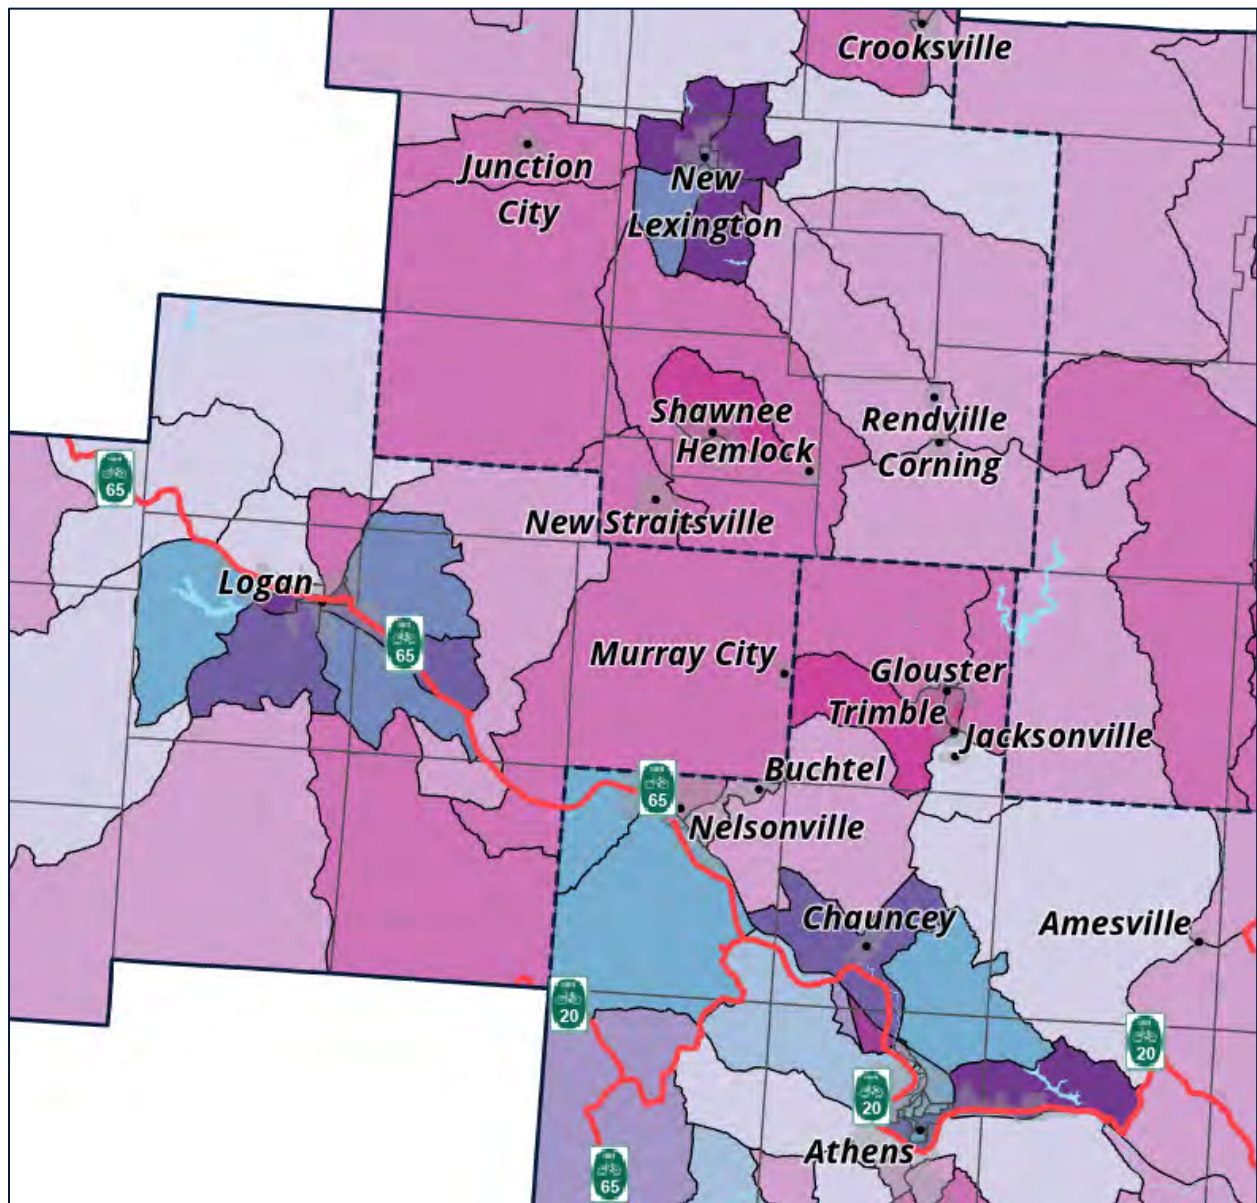 Crooksville
Junction
City
New
Lexington
Shawnee
Hemlock
Rendville
Corning
65
New Straitsville
Logan
65
Murray City
Glouster
Trimble
Jacksonville
Buchtel
65
Nelsonville
Chauncey
Amesville
20
20
20
Athens
65